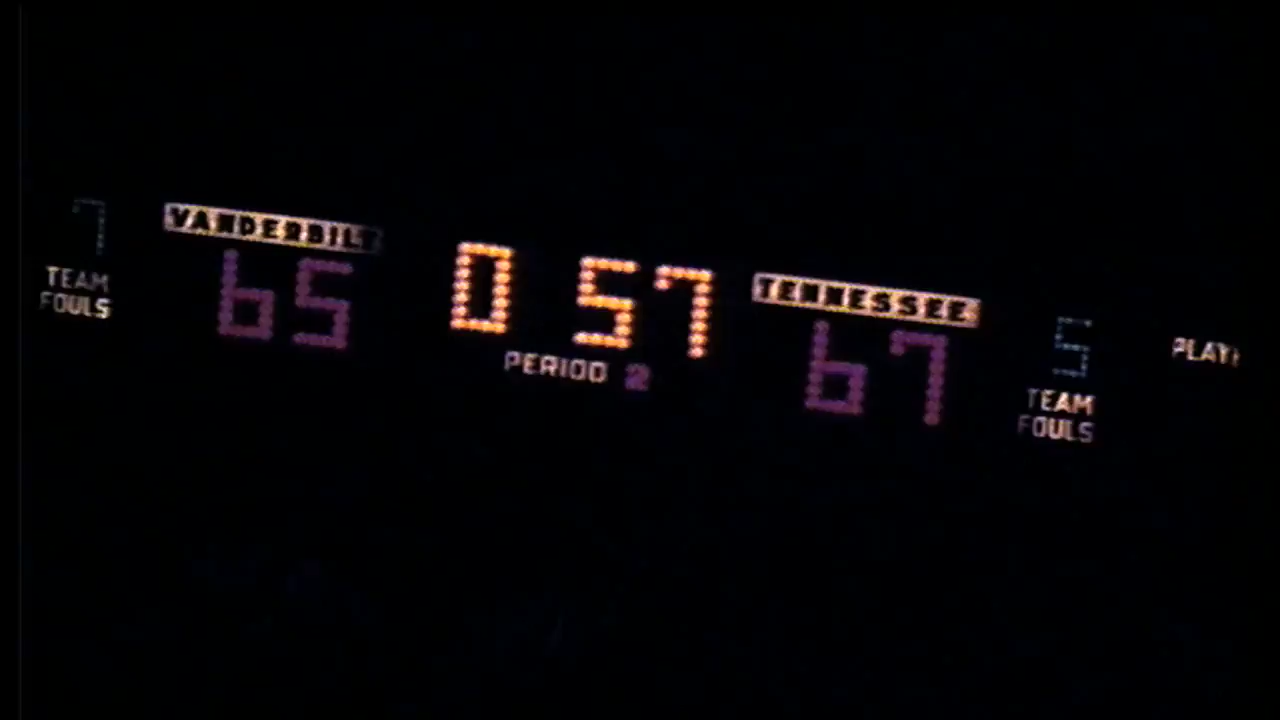 7
TEAM
FOULS
VANDERBILT
65
0 57
PERIOD 2
TENNESSEE
67
5
TEAM
FOULS